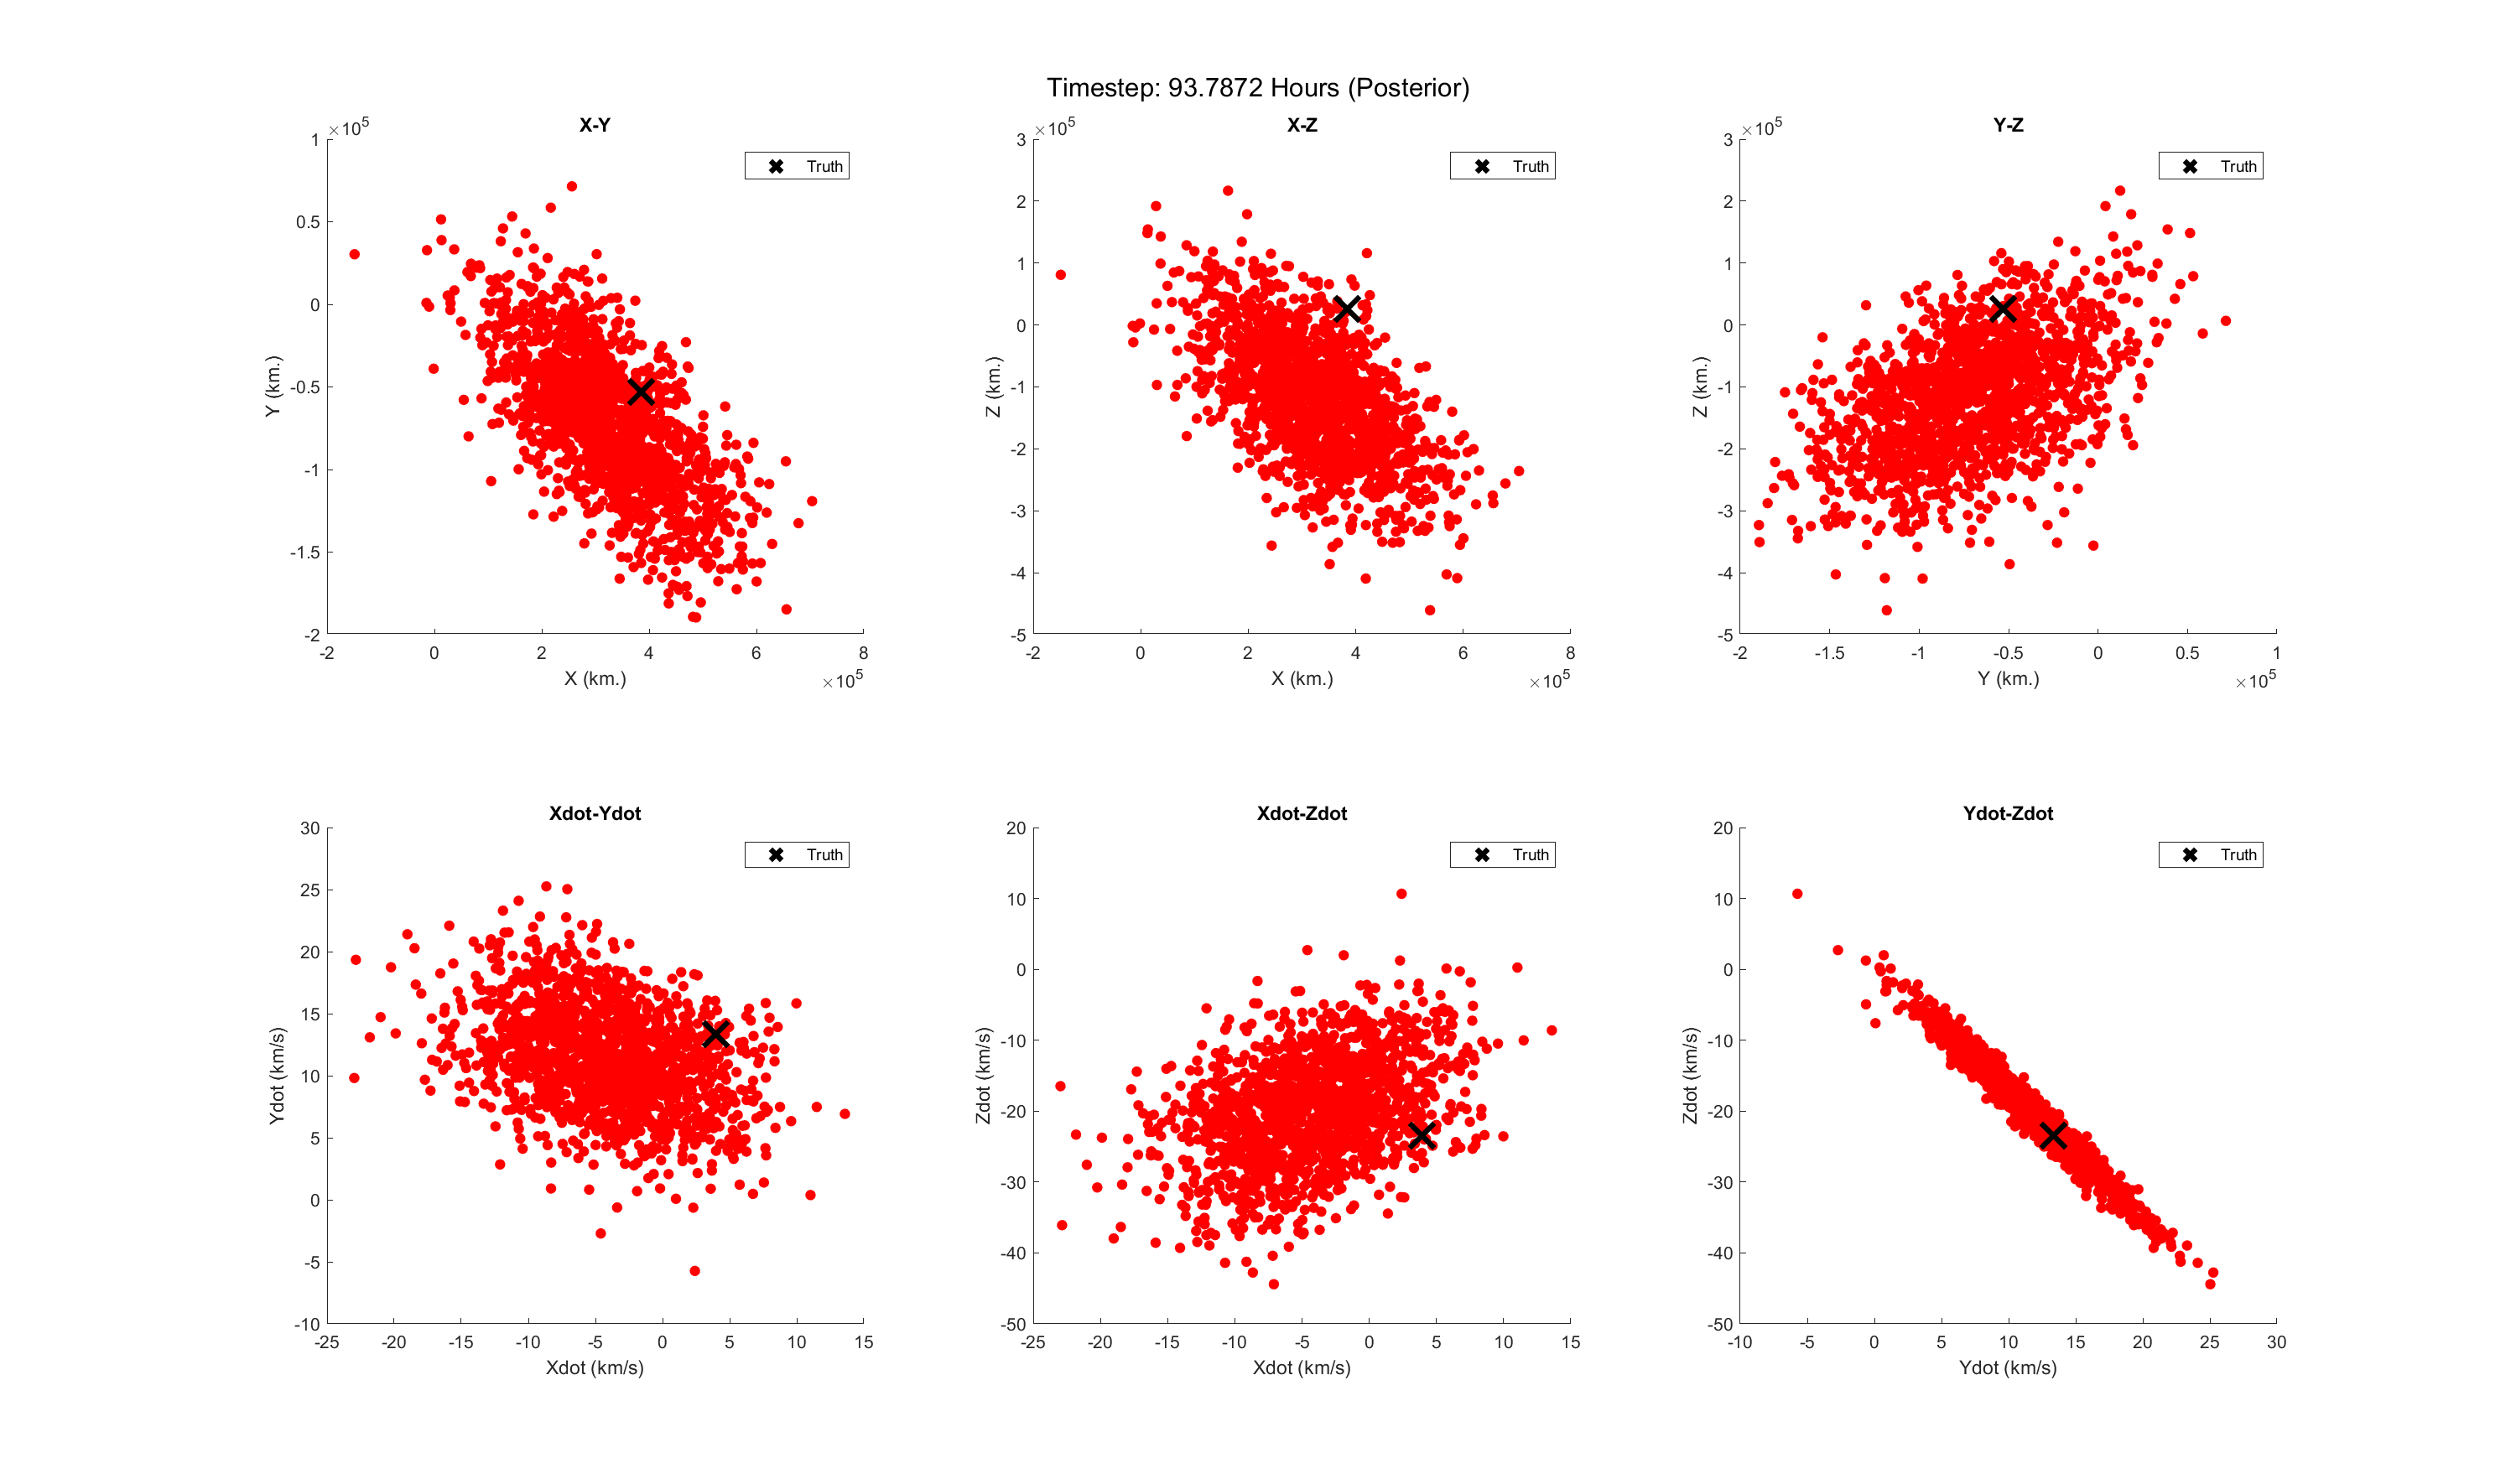 Timestep: 93.7872 Hours (Posterior)
X-Y
×10^5
Truth
1
0.5
0
-0.5
-1
-1.5
-2
Y (km.)
-2 0 2 4 6 8
X (km.)
×10^5
X-Z
×10^5
Truth
3
2
1
0
-1
-2
-3
-4
-5
Z (km.)
-2 0 2 4 6 8
X (km.)
×10^5
Y-Z
×10^5
Truth
3
2
1
0
-1
-2
-3
-4
-5
Z (km.)
-2 -1.5 -1 -0.5 0 0.5 1
Y (km.)
×10^5
Xdot-Ydot
Truth
30
25
20
15
10
5
0
-5
-10
Ydot (km/s)
-25 -20 -15 -10 -5 0 5 10 15
Xdot (km/s)
Xdot-Zdot
Truth
20
10
0
-10
-20
-30
-40
-50
Zdot (km/s)
-25 -20 -15 -10 -5 0 5 10 15
Xdot (km/s)
Ydot-Zdot
Truth
20
10
0
-10
-20
-30
-40
-50
Zdot (km/s)
-10 -5 0 5 10 15 20 25 30
Ydot (km/s)